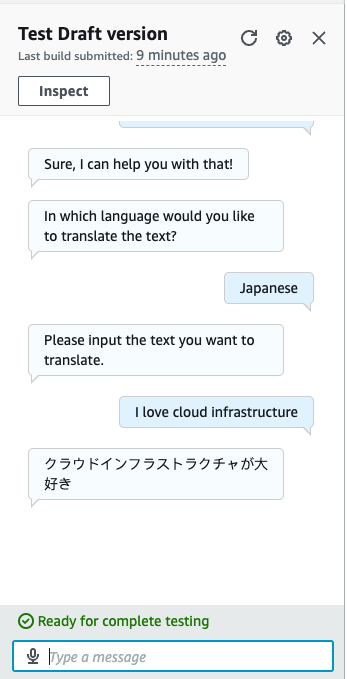 Test Draft version
Last build submitted: 9 minutes ago
Inspect
Sure, I can help you with that!
In which language would you like
to translate the text?
Japanese
Please input the text you want to
translate.
I love cloud infrastructure
クラウドインフラストラクチャが大
好き
Ready for complete testing
Type a message